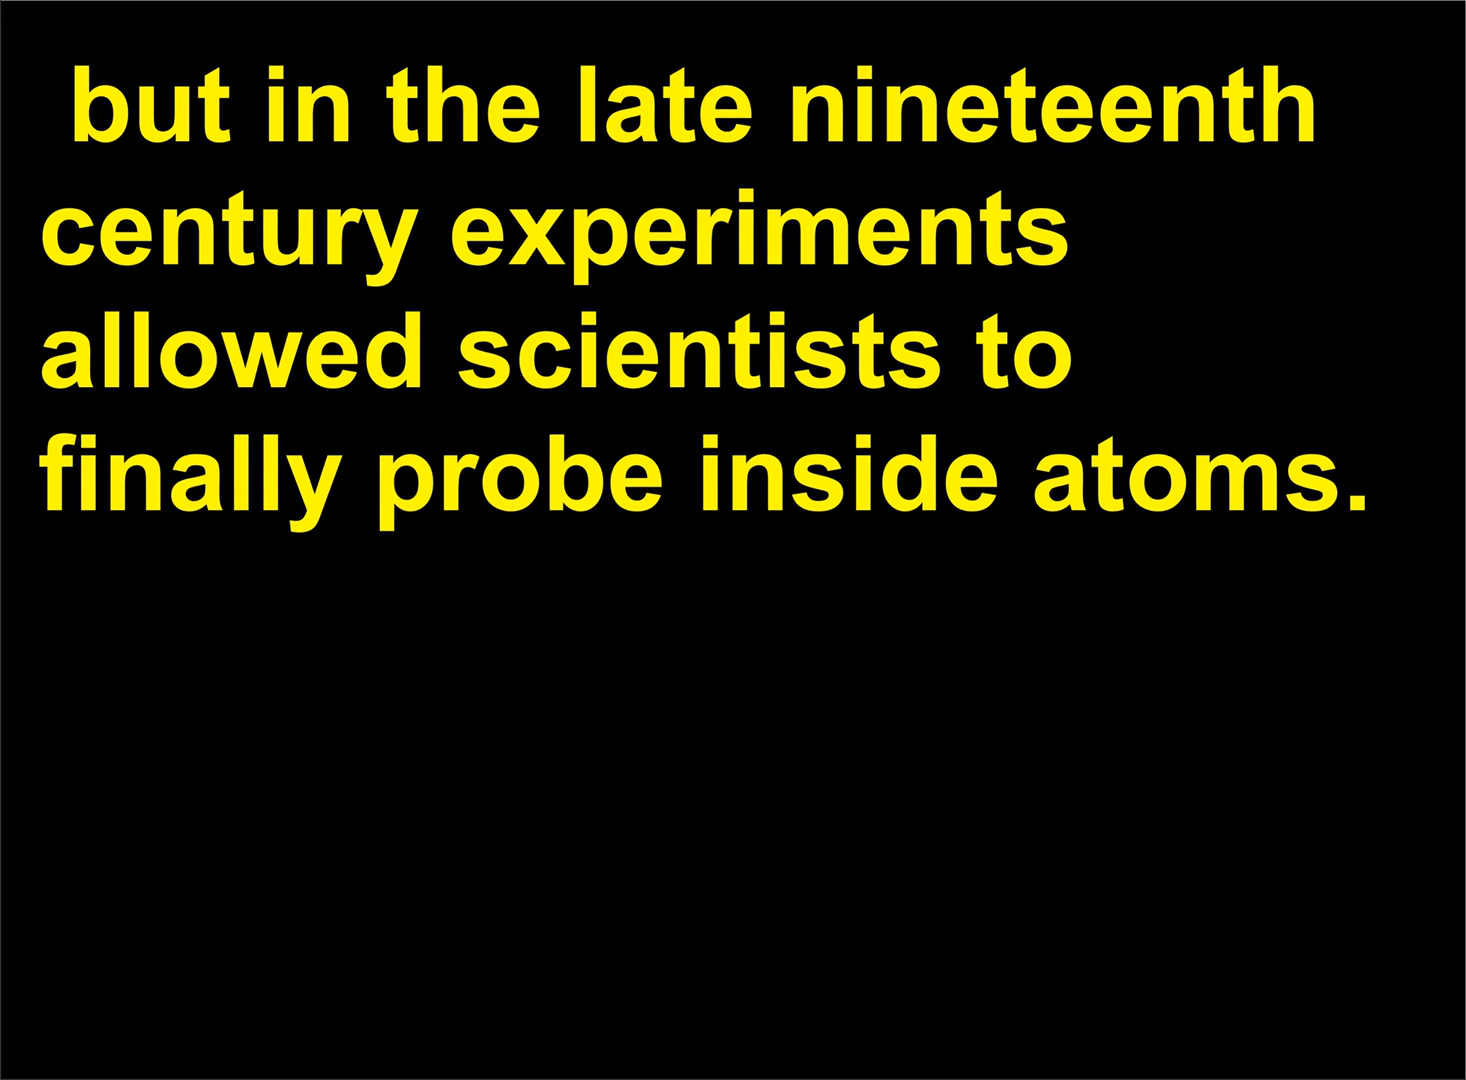 but in the late nineteenth
century experiments
allowed scientists to
finally probe inside atoms.